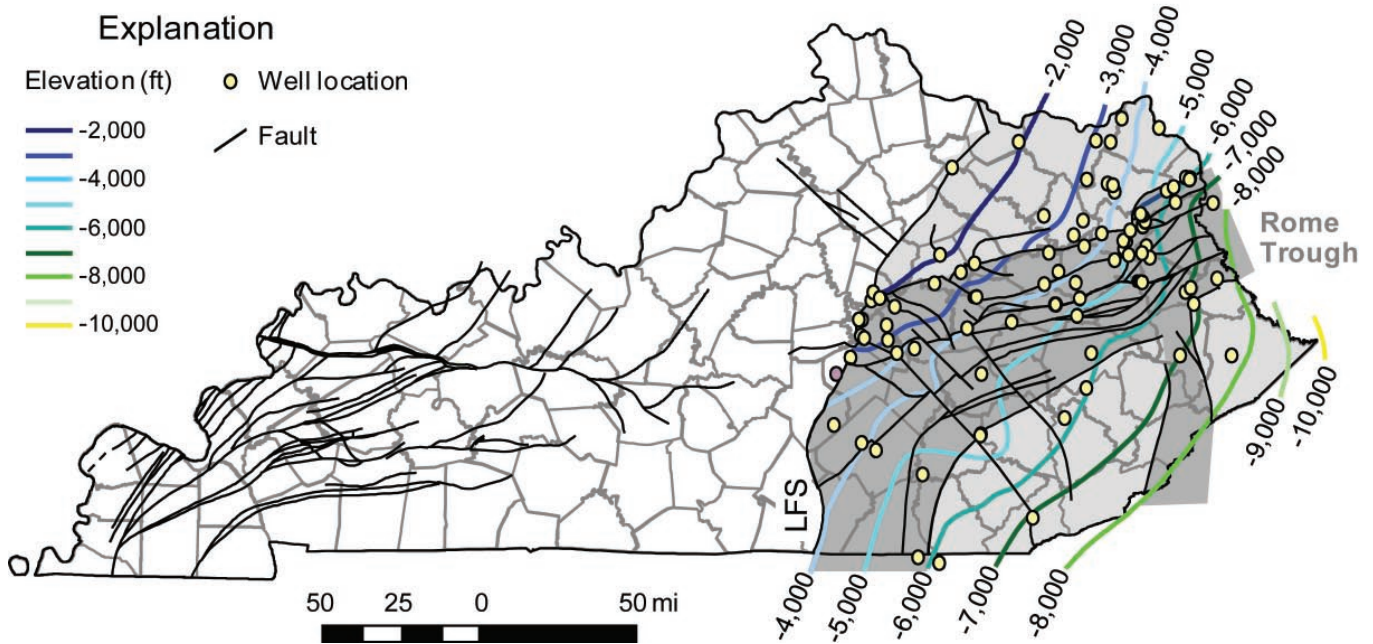 Explanation
Elevation (ft)
Well location
-2,000
Fault
-4,000
-6,000
-8,000
-10,000
-2,000
-3,000
-4,000
-5,000
-6,000
-7,000
-8,000
Rome
Trough
-9,000
-10,000
LFS
-4,000
-5,000
-6,000
-7,000
-8,000
50 25 0 50 mi